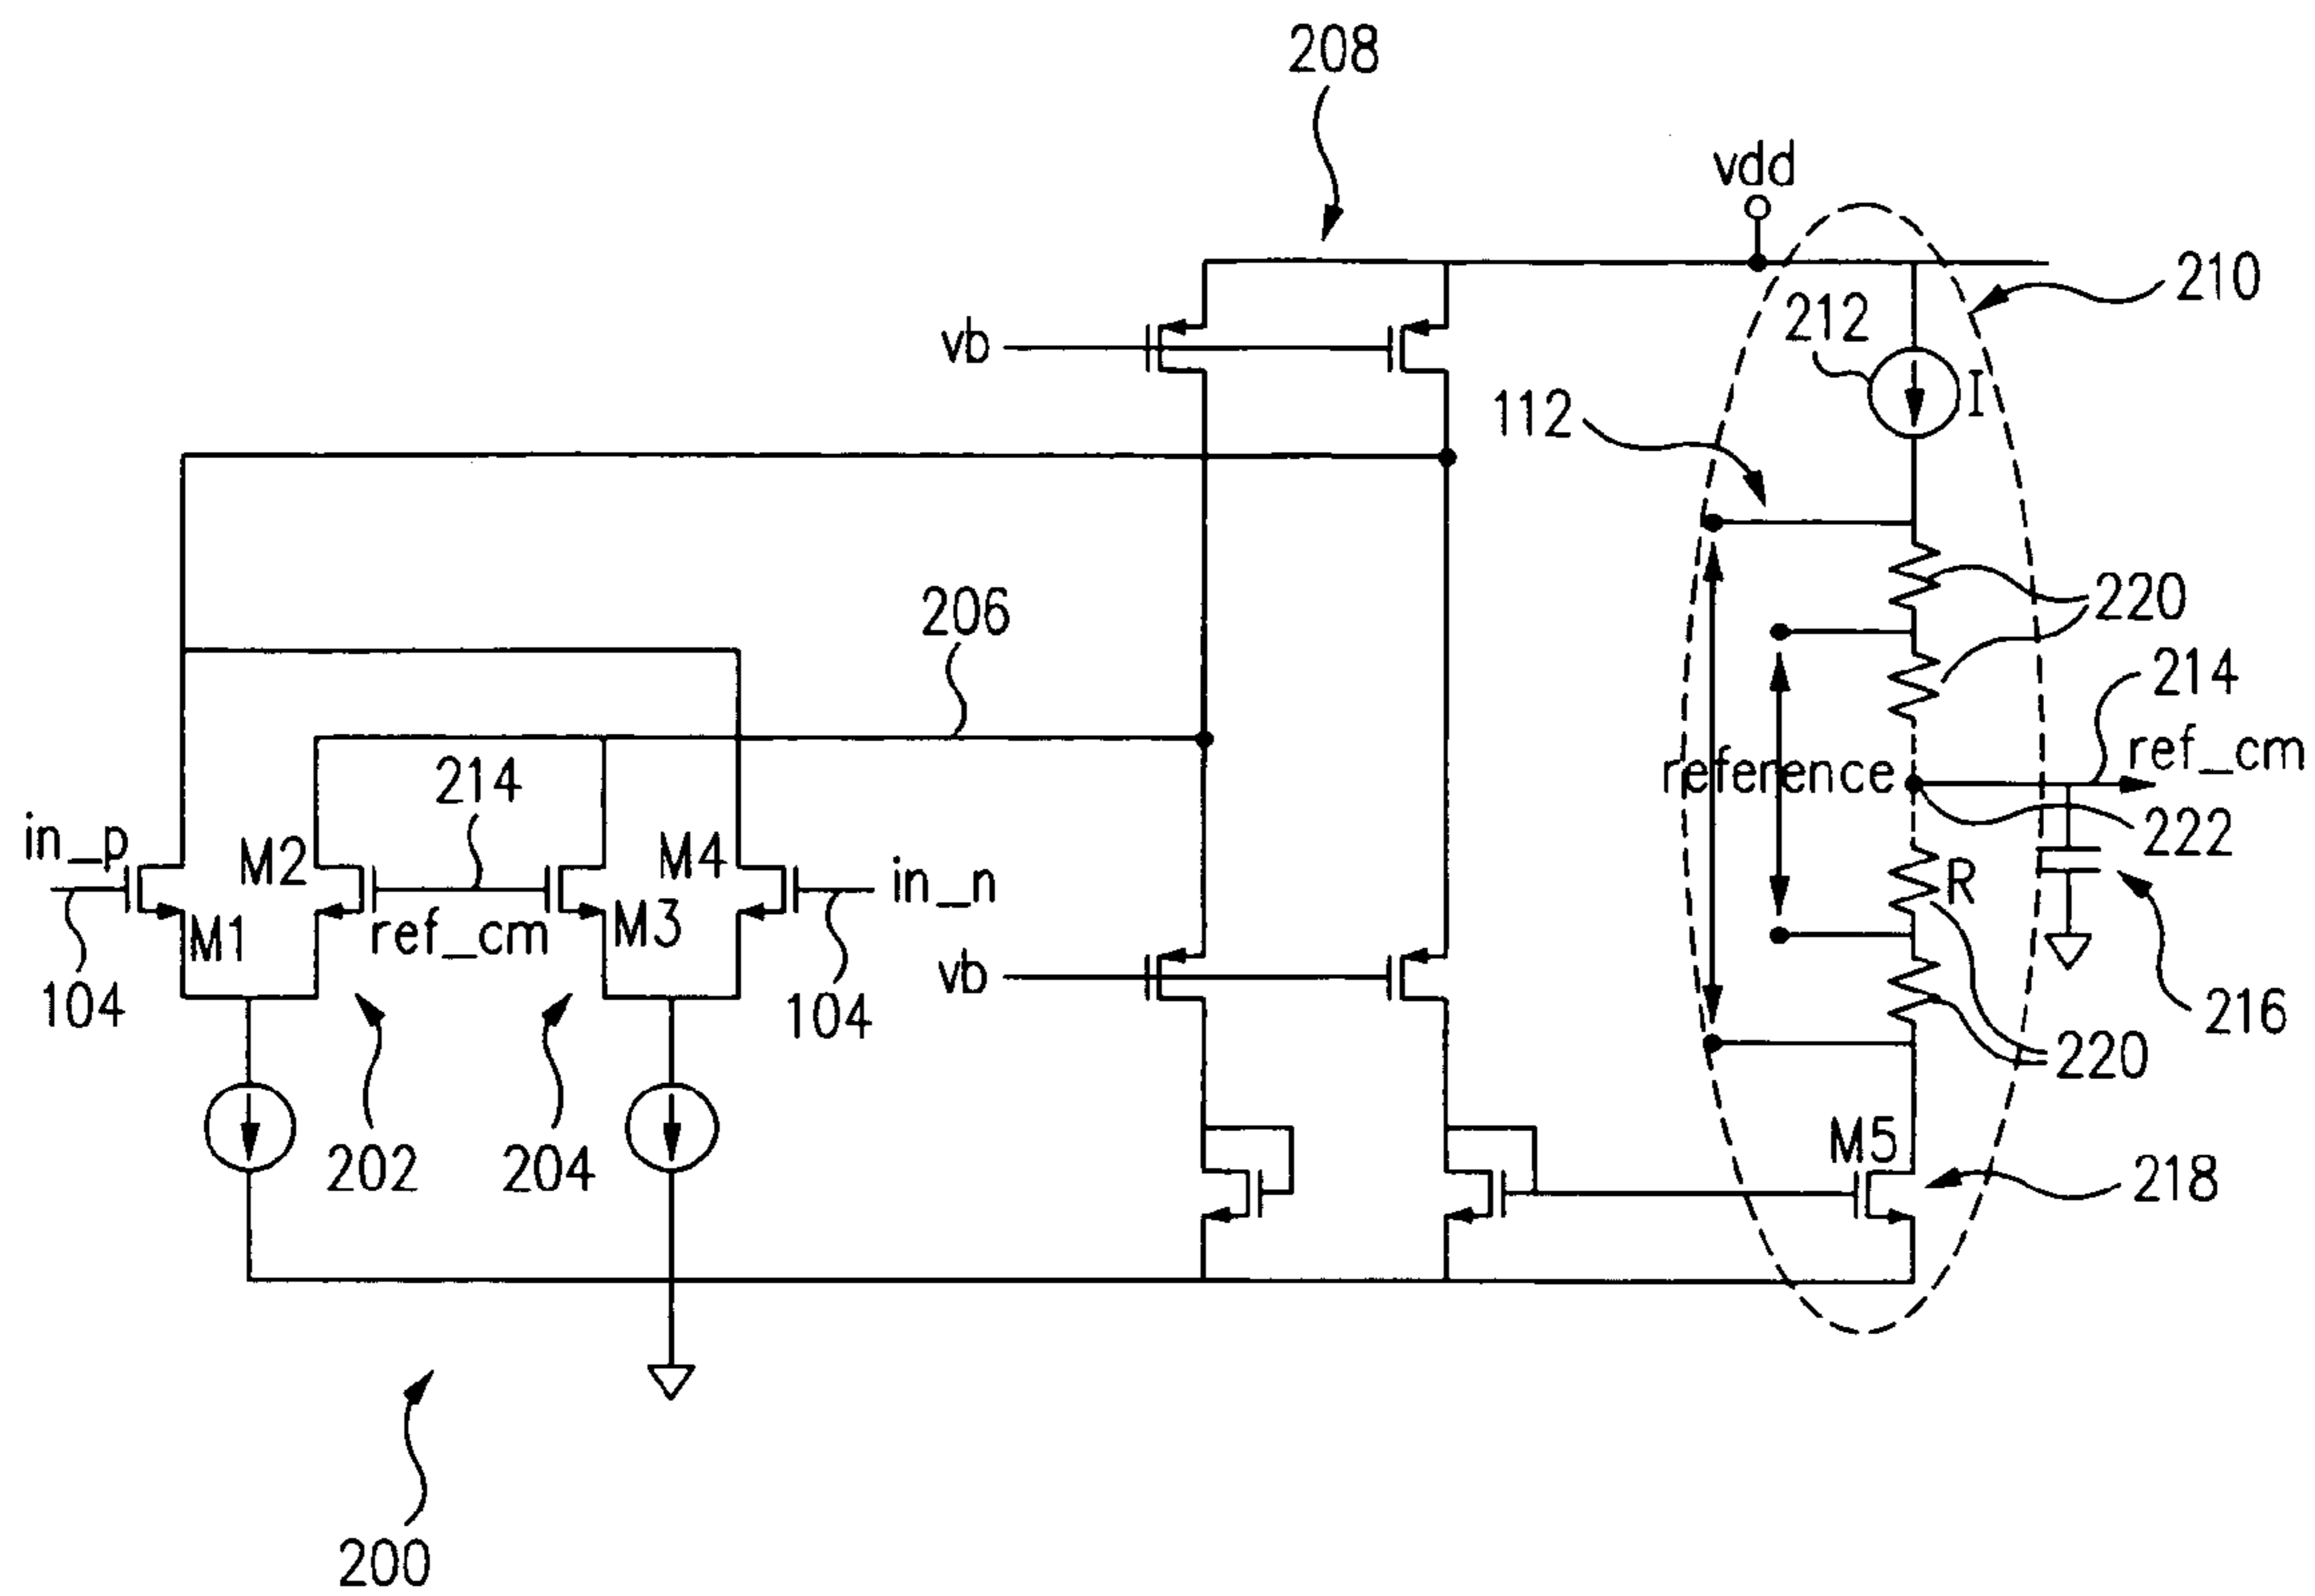 208
vdd
210
212
vb
I
112
206
220
214
ref_cm
reference
214
in_p
M2
M4
in_n
222
R
M1
ref_cm
M3
vb
104
104
216
220
M5
202
204
218
200